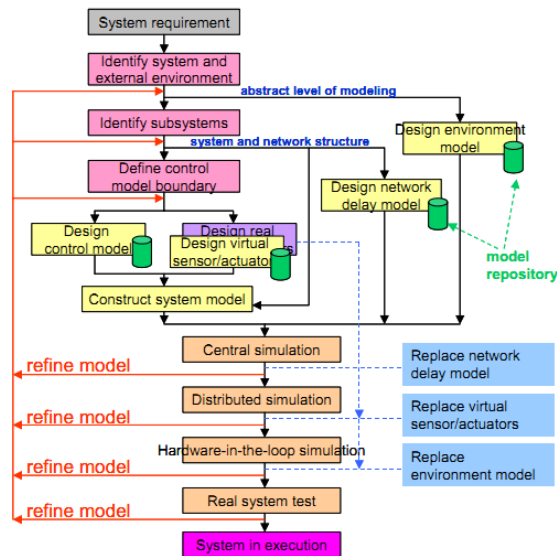 System requirement
Identify system
and external environment
abstract level of modeling
Identify subsystems
Design environment
model
system and network structure
Define control
model boundary
Design network
delay model
Design
control model
Design real
Design virtual
sensor/actuators
model
repository
Construct system model
Central simulation
Replace network
delay model
refine model
Distributed simulation
Replace virtual
sensor/actuators
refine model
Hardware-in-the-loop simulation
Replace
environment model
refine model
Real system test
refine model
System in execution